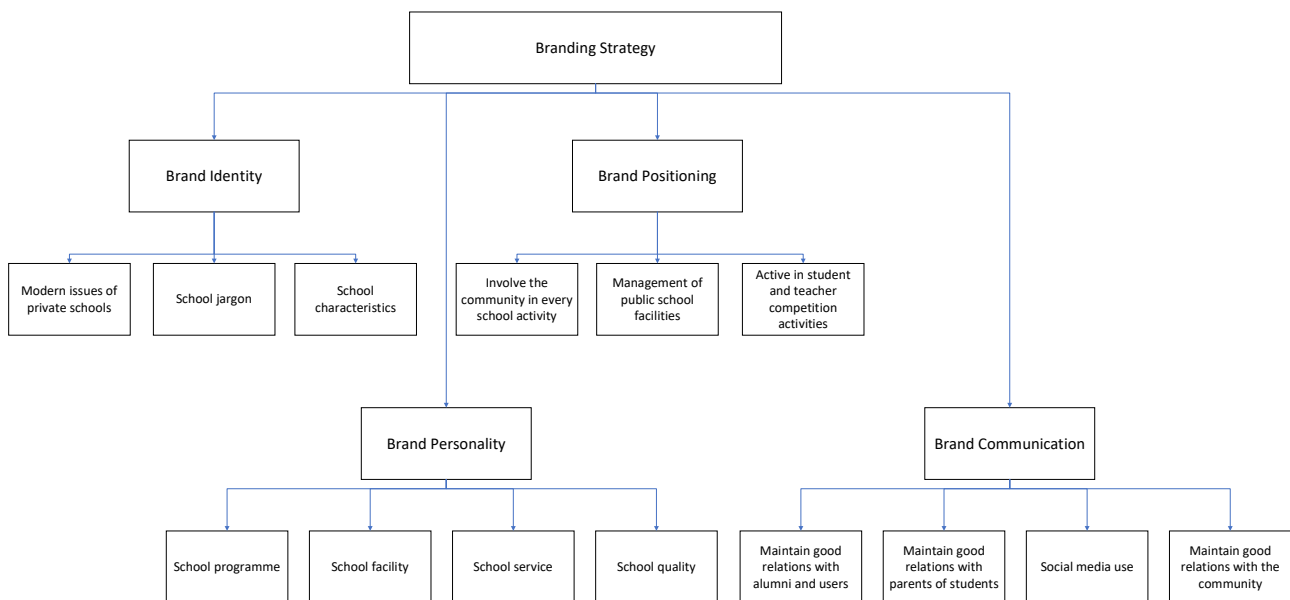 Branding Strategy
Brand Identity
Brand Positioning
Modern issues of
private schools
School jargon
School
characteristics
Involve the
community in every
school activity
Management of
public school
facilities
Active in student
and teacher
competition
activities
Brand Personality
Brand Communication
School programme
School facility
School service
School quality
Maintain good
relations with
alumni and users
Maintain good
relations with
parents of students
Social media use
Maintain good
relations with the
community